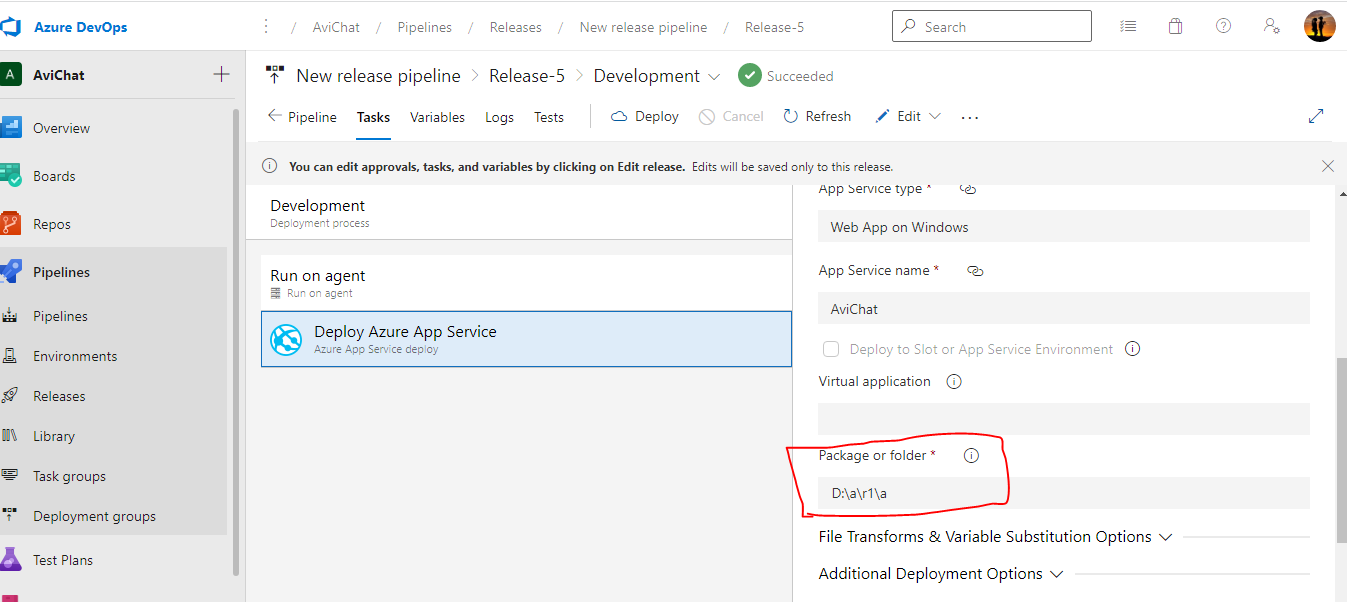 Azure DevOps
/ AviChat / Pipelines / Releases / New release pipeline / Release-5
Search
A AviChat
New release pipeline > Release-5 > Development Succeeded
Pipeline Tasks Variables Logs Tests Deploy Cancel Refresh Edit ...
You can edit approvals, tasks, and variables by clicking on Edit release. Edits will be saved only to this release.
Overview
Boards
Repos
Pipelines
Pipelines
Environments
Releases
Library
Task groups
Deployment groups
Test Plans
Development
Deployment process
Run on agent
Run on agent
Deploy Azure App Service
Azure App Service deploy
App Service type *
Web App on Windows
App Service name *
AviChat
Deploy to Slot or App Service Environment
Virtual application
Package or folder *
D:\a\r1\a
File Transforms & Variable Substitution Options
Additional Deployment Options